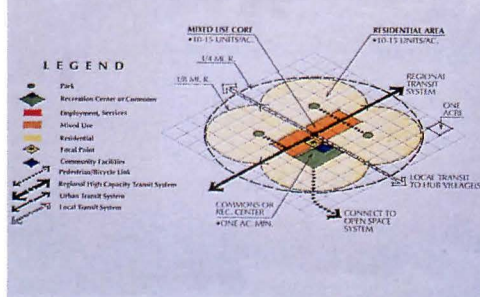 LEGEND
Park
Recreation Center or Commons
Employment, Services
Mixed Use
Residential
Focal Point
Community Facilities
Pedestrian/Bicycle Link
Regional High Capacity Transit System
Urban Transit System
Local Transit System
MIXED USE CORE
•10-15 UNITS/AC.
RESIDENTIAL AREA
•10-15 UNITS/AC.
1/4 MI. R.
1/8 MI. R.
REGIONAL
TRANSIT
SYSTEM
ONE
ACRE
LOCAL TRANSIT
TO HUB VILLAGES
COMMONS OR
REC. CENTER
•ONE AC. MIN.
CONNECT TO
OPEN SPACE
SYSTEM